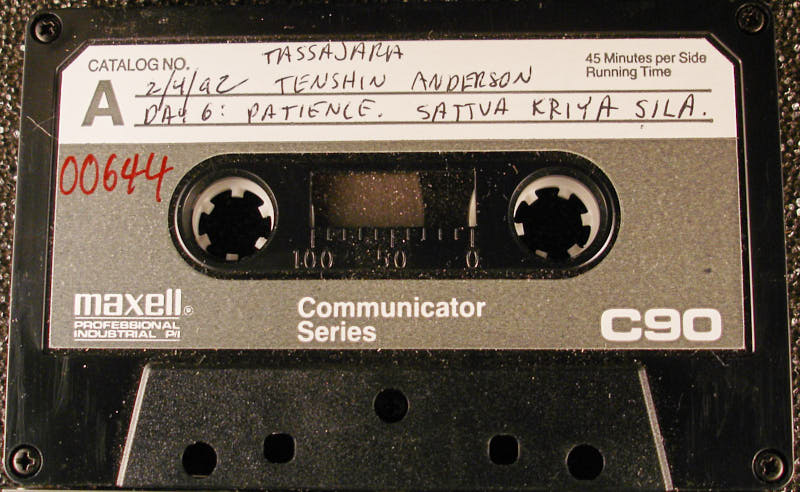 CATALOG NO.
TASSAJARA
45 Minutes per Side
Running Time
A
2/4/92 TENSHIN ANDERSON
DAY 6: PATIENCE. SATTVA KRIYA SILA.
00644
100 50 0
maxell®
PROFESSIONAL
INDUSTRIAL P/I
Communicator
Series
C90